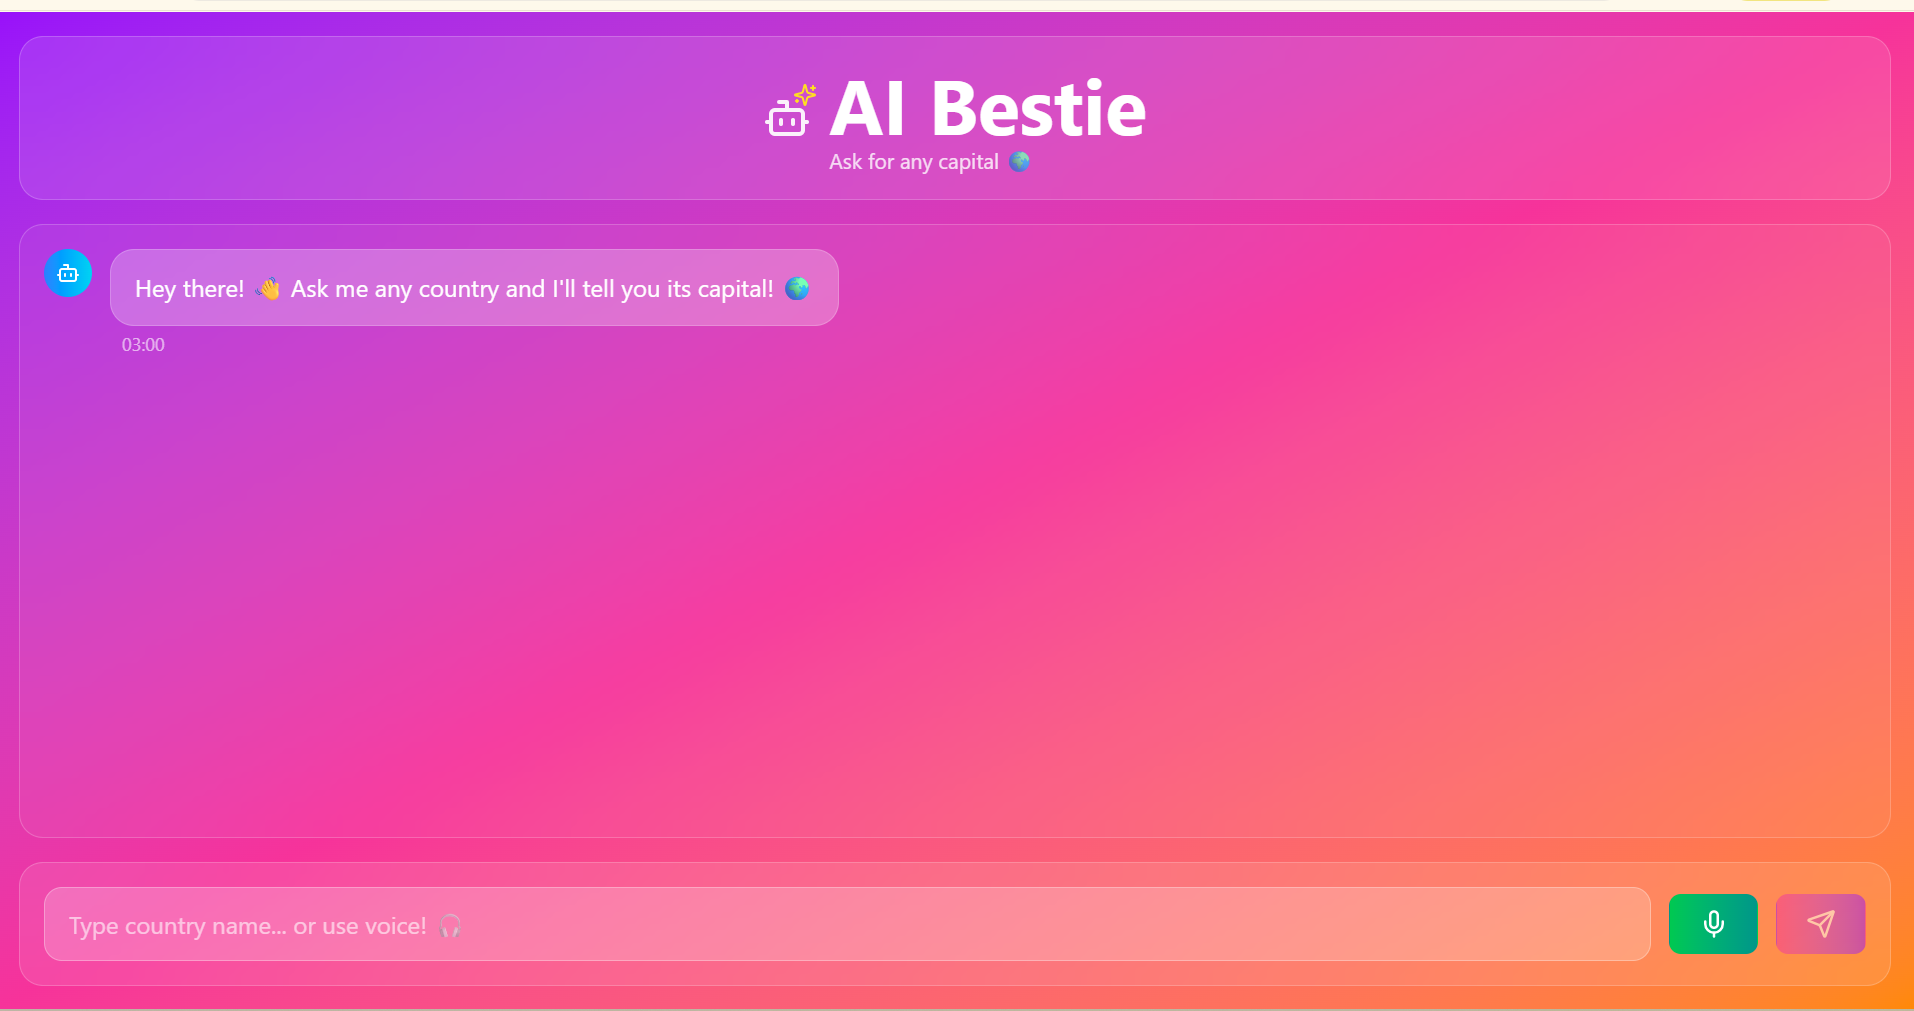 AI Bestie
Ask for any capital 🌍
Hey there! 👋 Ask me any country and I'll tell you its capital! 🌍
03:00
Type country name... or use voice! 🎧